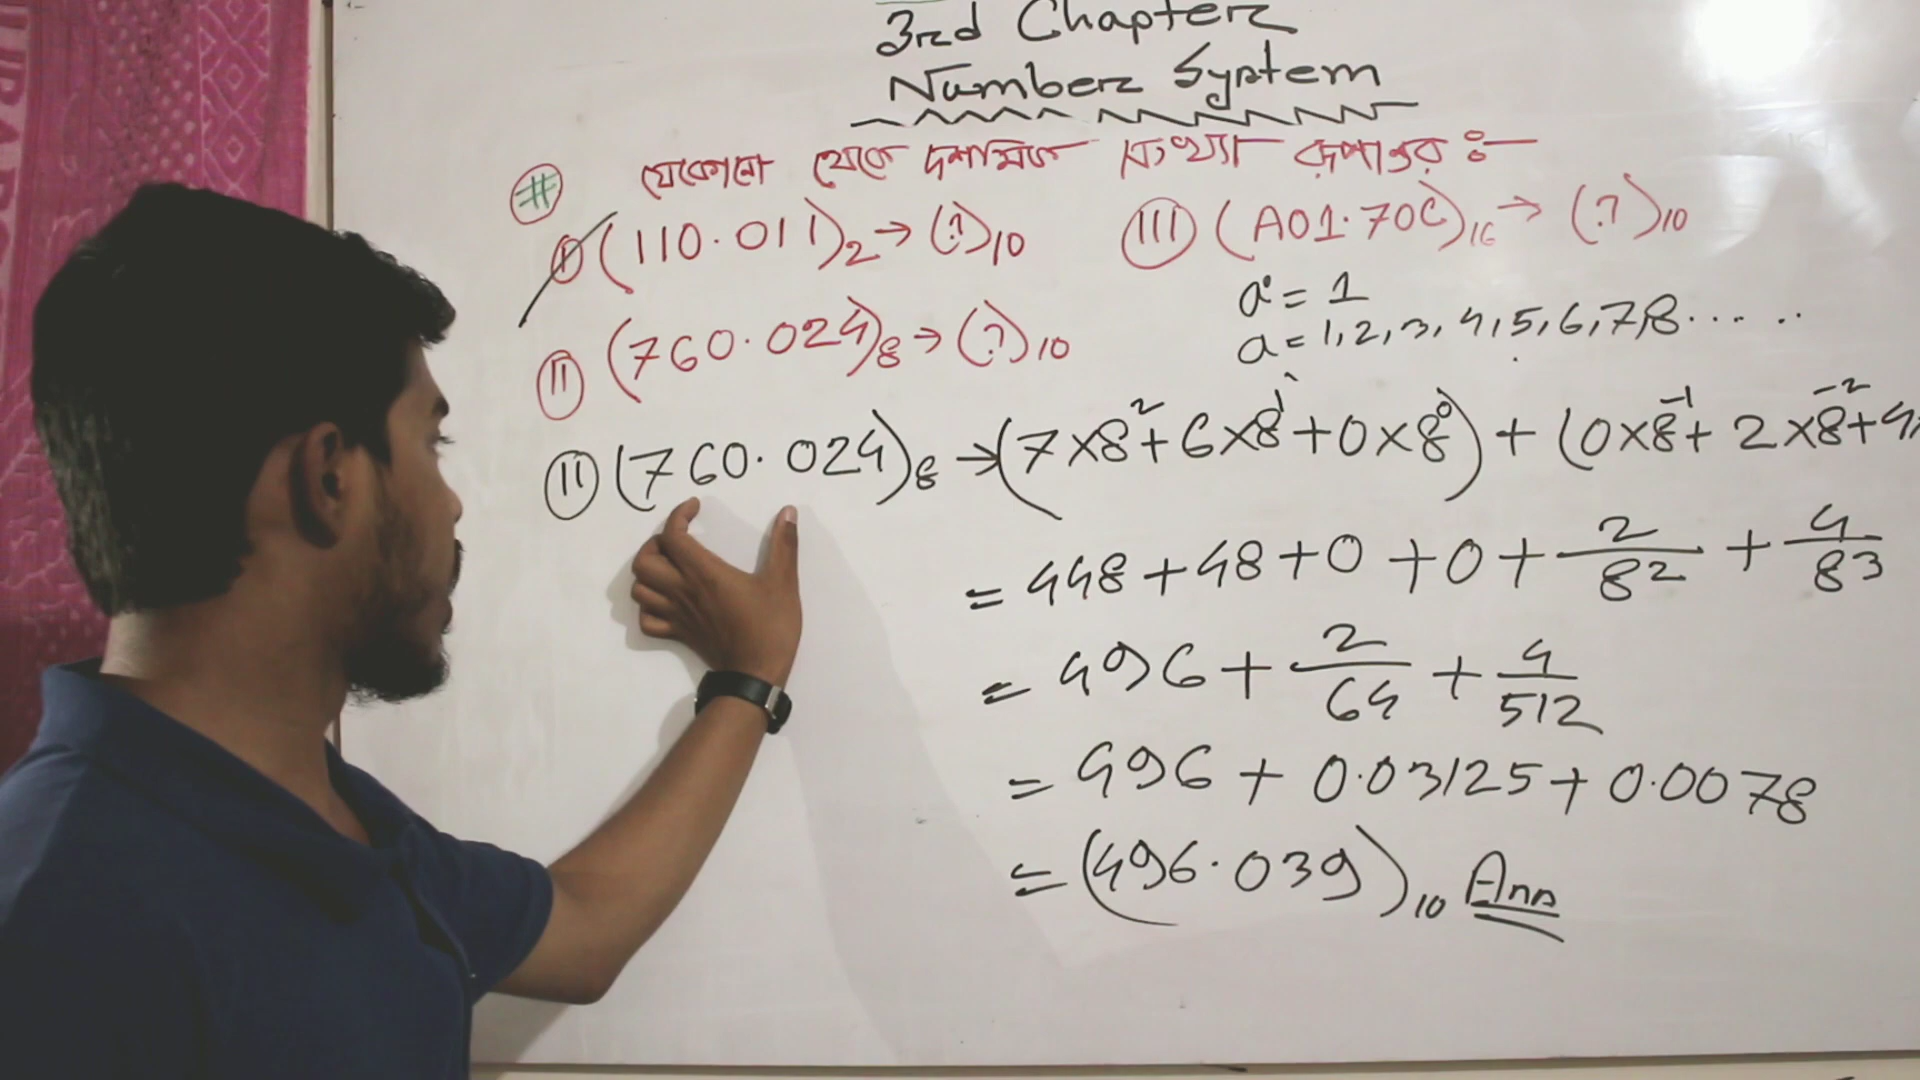 3rd Chapter
Number System
# যেকোনো থেকে দশমিক সংখ্যা রূপান্তর :-
I (110.011)₂ → (?)₁₀
III (A01.70C)₁₆ → (?)₁₀
a⁰ = 1
a = 1, 2, 3, 4, 5, 6, 7, 8 ..... ..
II (760.024)₈ → (?)₁₀
II (760.024)₈ → (7×8²+6×8¹+0×8⁰) + (0×8⁻¹+2×8⁻²+4×
= 448+48+0+0+2/8²+4/8³
= 496+2/64+4/512
= 496+0.03125+0.0078
= (496.039)₁₀ Ans